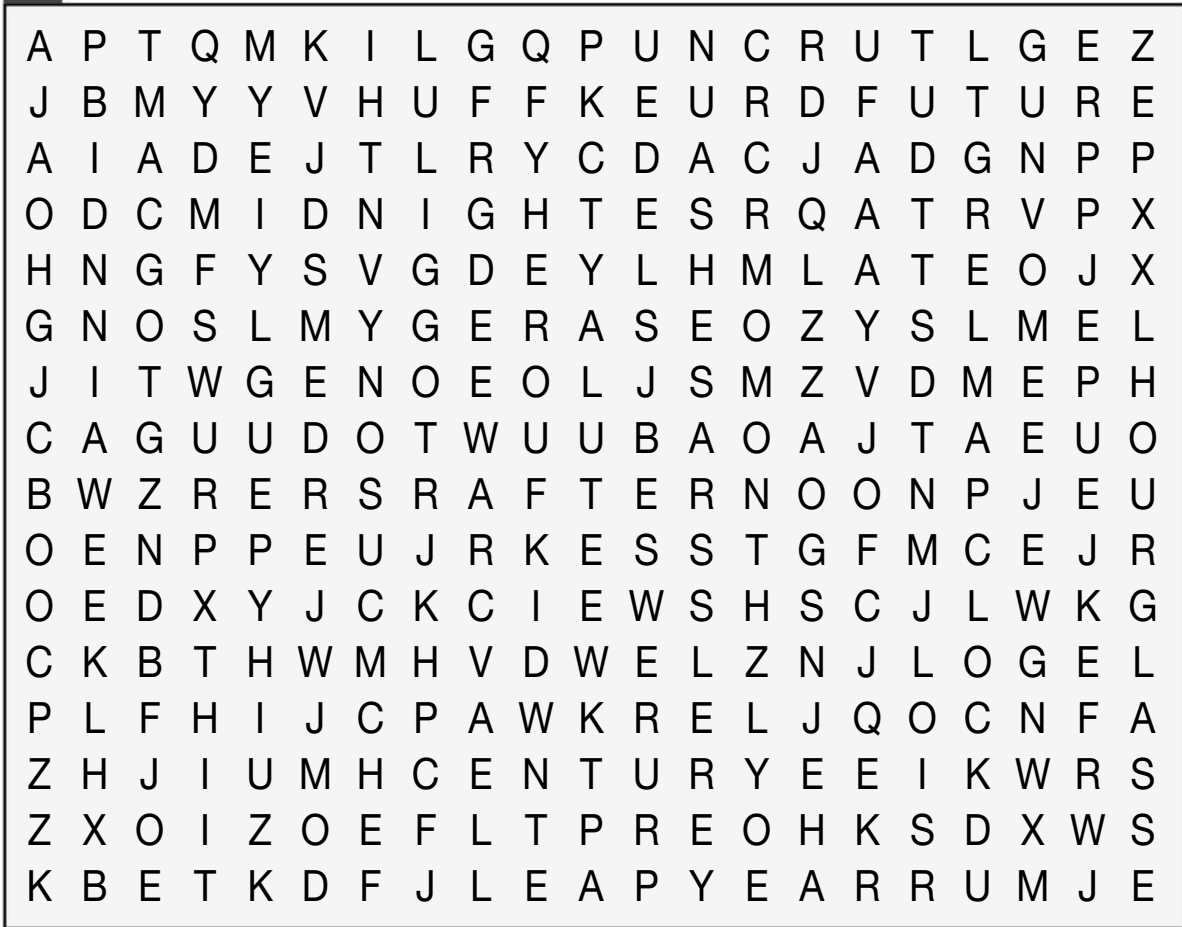 A P T Q M K I L G Q P U N C R U T L G E Z
J B M Y Y V H U F F K E U R D F U T U R E
A I A D E J T L R Y C D A C J A D G N P P
O D C M I D N I G H T E S R Q A T R V P X
H N G F Y S V G D E Y L H M L A T E O J X
G N O S L M Y G E R A S E O Z Y S L M E L
J I T W G E N O E O L J S M Z V D M E P H
C A G U U D O T W U U B A O A J T A E U O
B W Z R E R S R A F T E R N O O N P J E U
O E N P P E U J R K E S S T G F M C E J R
O E D X Y J C K C I E W S H S C J L W K G
C K B T H W M H V D W E L Z N J L O G E L
P L F H I J C P A W K R E L J Q O C N F A
Z H J I U M H C E N T U R Y E E I K W R S
Z X O I Z O E F L T P R E O H K S D X W S
K B E T K D F J L E A P Y E A R R U M J E